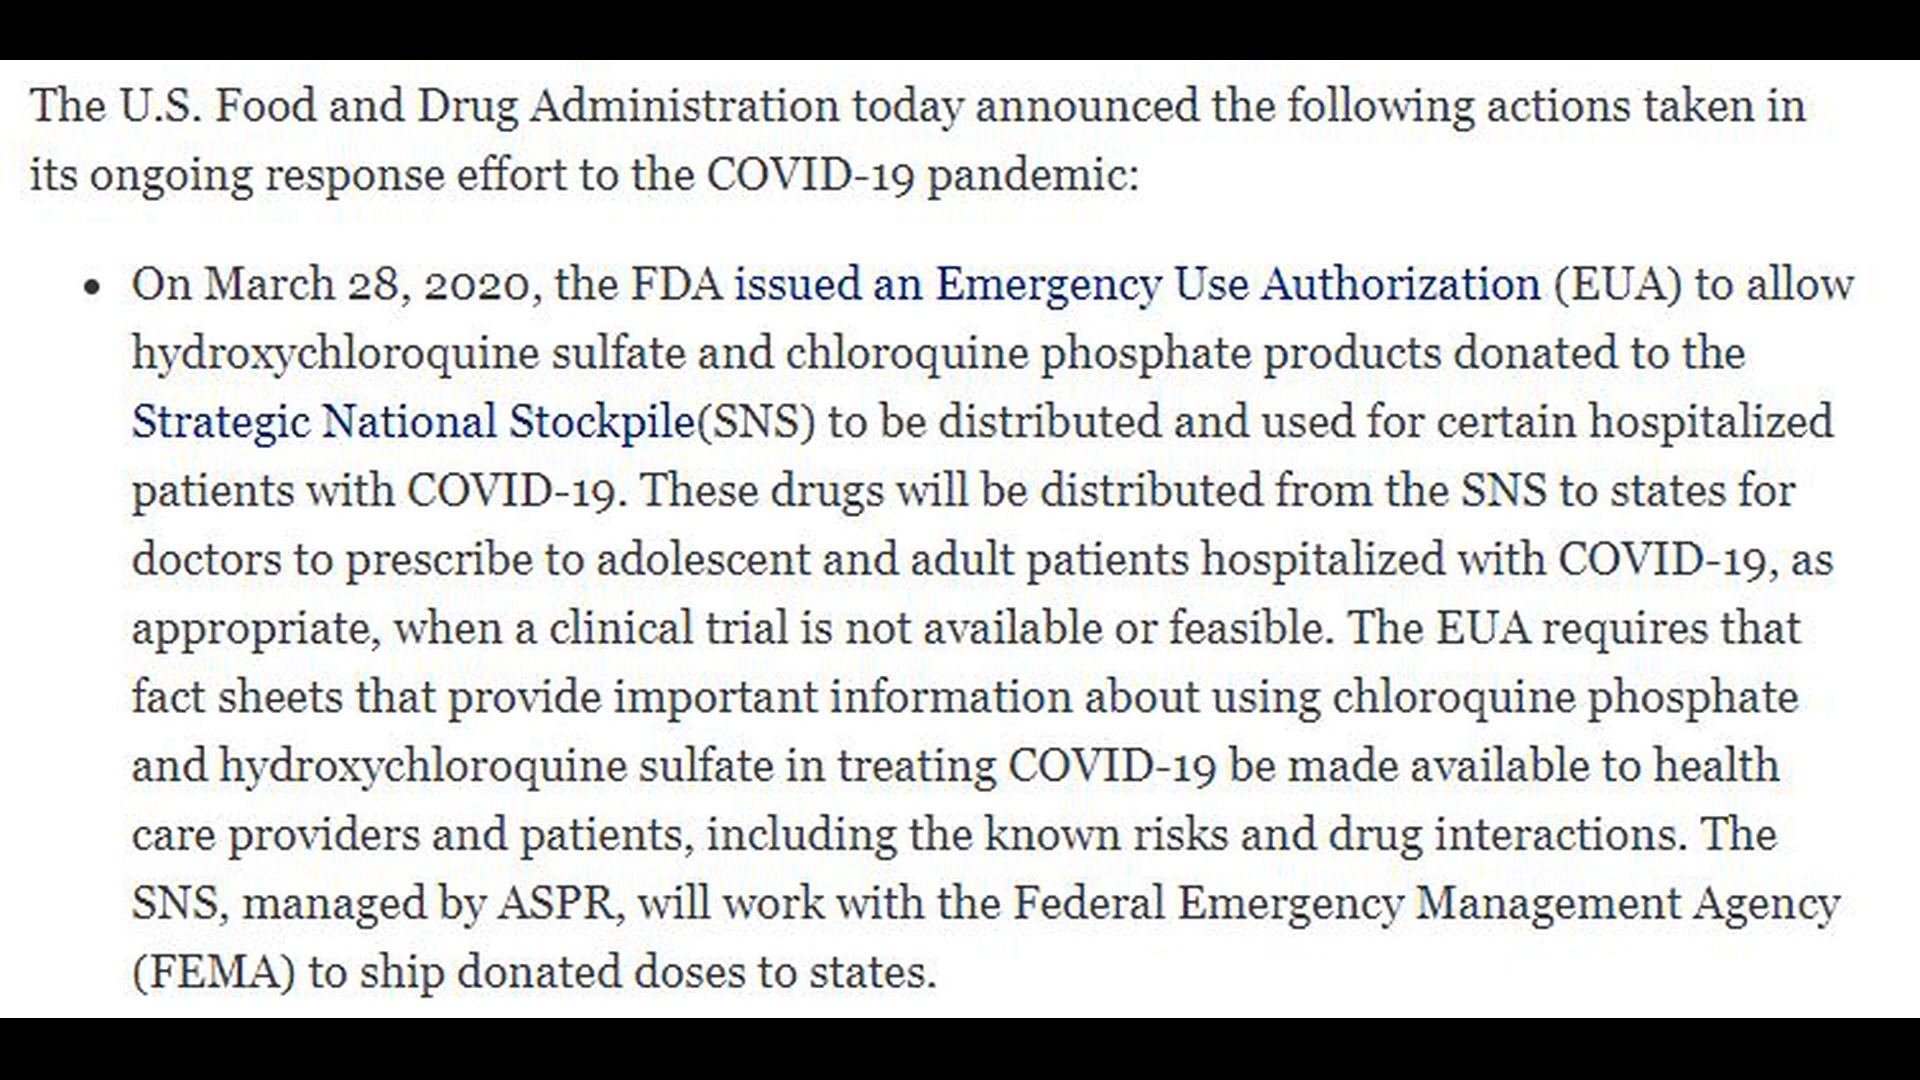 The U.S. Food and Drug Administration today announced the following actions taken in
its ongoing response effort to the COVID-19 pandemic:
• On March 28, 2020, the FDA issued an Emergency Use Authorization (EUA) to allow
hydroxychloroquine sulfate and chloroquine phosphate products donated to the
Strategic National Stockpile(SNS) to be distributed and used for certain hospitalized
patients with COVID-19. These drugs will be distributed from the SNS to states for
doctors to prescribe to adolescent and adult patients hospitalized with COVID-19, as
appropriate, when a clinical trial is not available or feasible. The EUA requires that
fact sheets that provide important information about using chloroquine phosphate
and hydroxychloroquine sulfate in treating COVID-19 be made available to health
care providers and patients, including the known risks and drug interactions. The
SNS, managed by ASPR, will work with the Federal Emergency Management Agency
(FEMA) to ship donated doses to states.